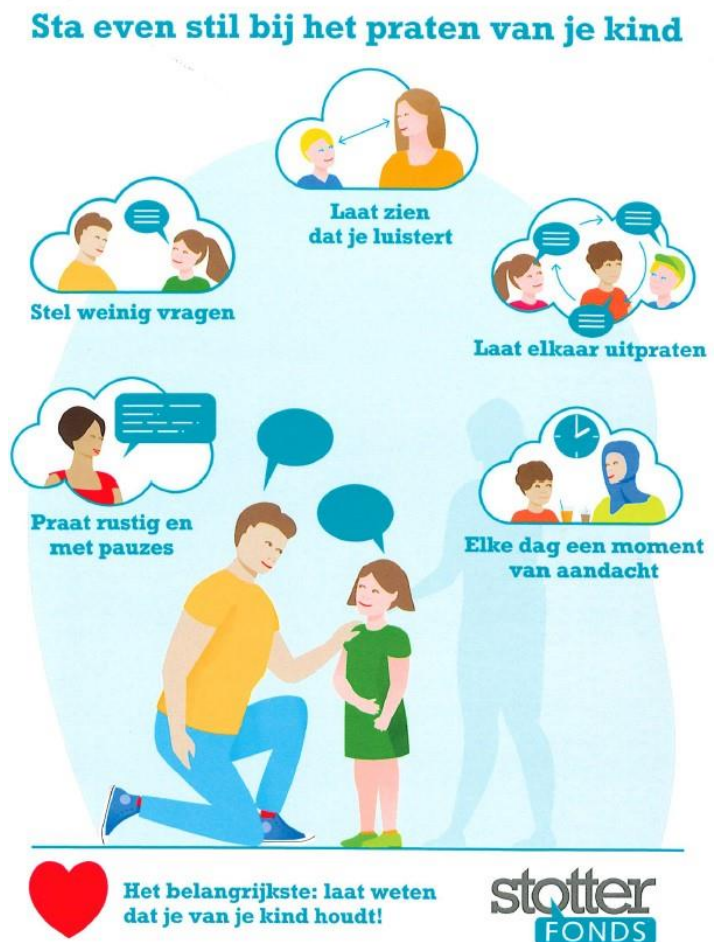 Sta even stil bij het praten van je kind
Laat zien
dat je luistert
Stel weinig vragen
Laat elkaar uitpraten
Praat rustig en
met pauzes
Elke dag een moment
van aandacht
Het belangrijkste: laat weten
dat je van je kind houdt!
stotter
FONDS